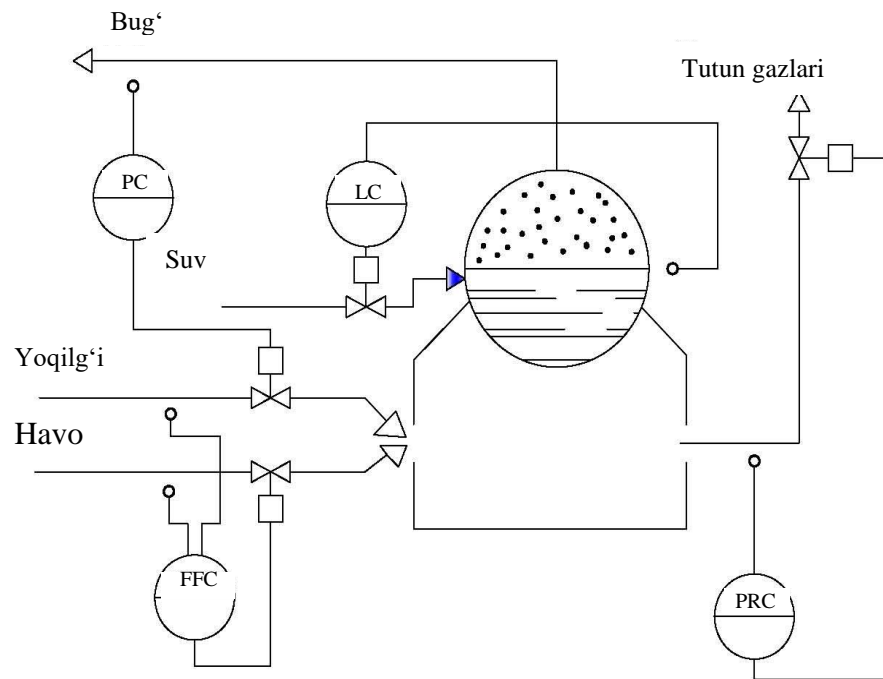 Bug‘
Tutun gazlari
PC
LC
Suv
Yoqilg‘i
Havo
FFC
PRC